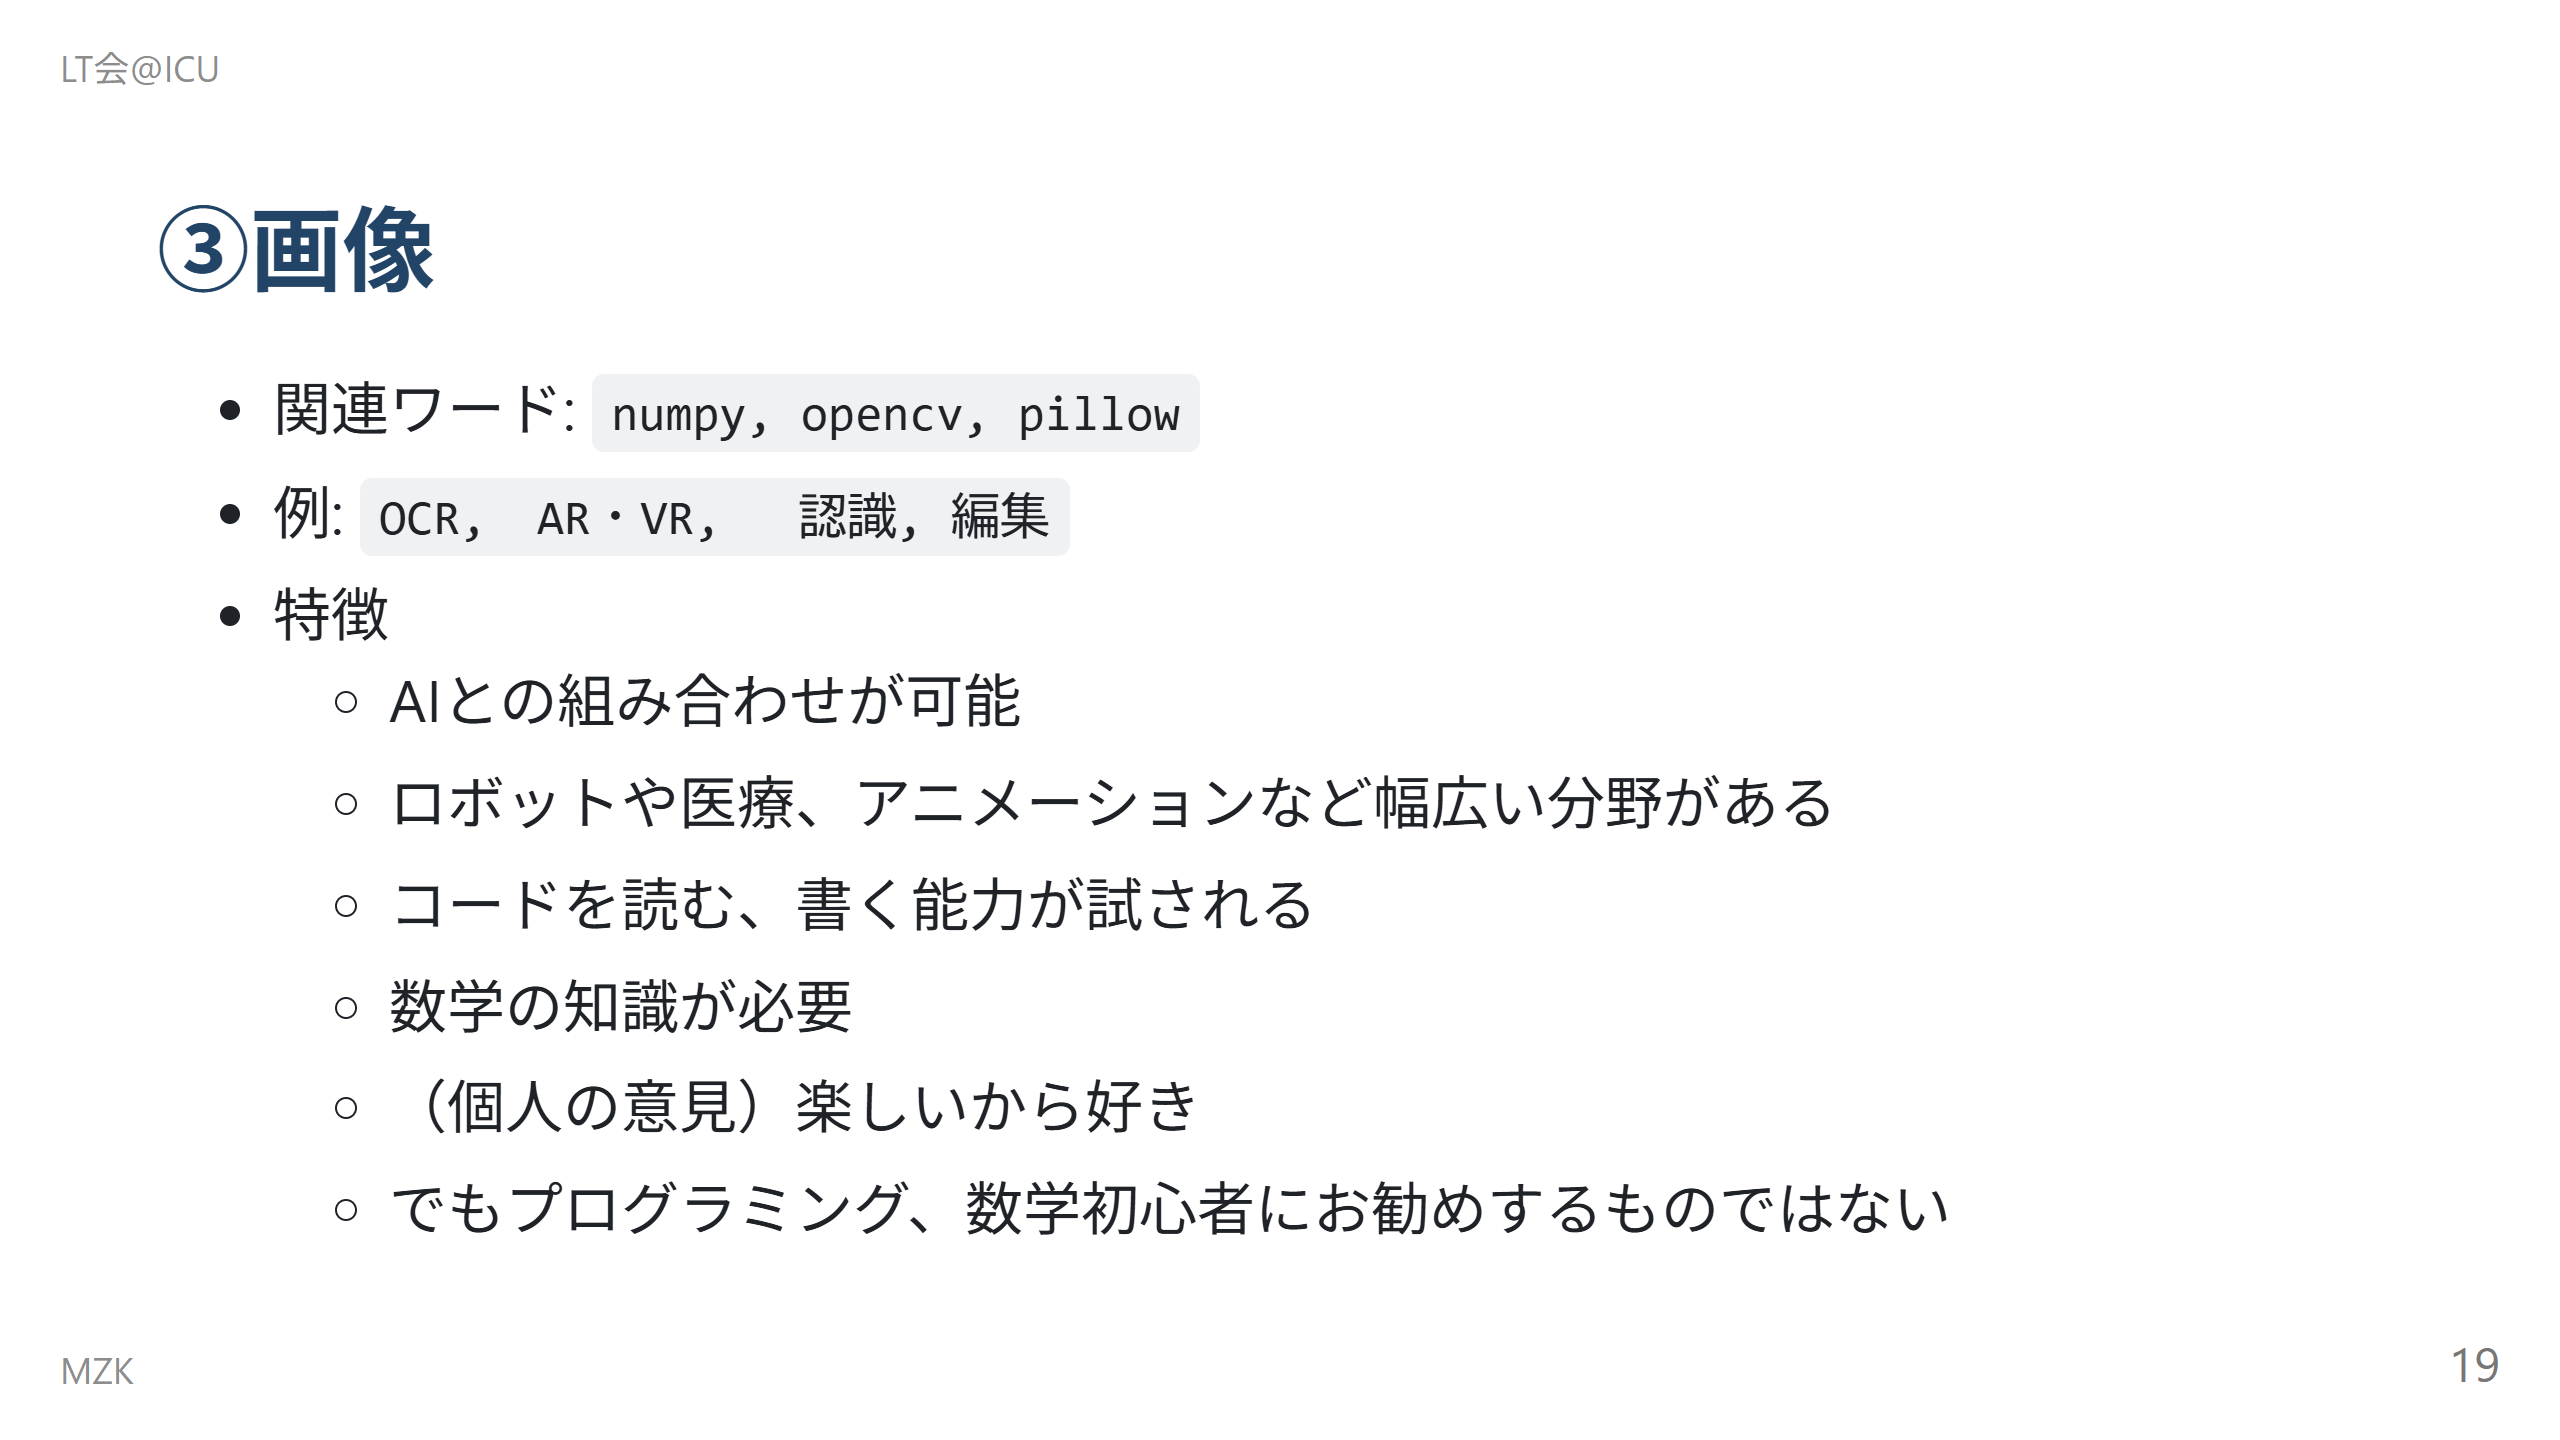 LT会@ICU
③画像
関連ワード: numpy, opencv, pillow
例: OCR, AR・VR, 認識, 編集
特徴
AIとの組み合わせが可能
ロボットや医療、アニメーションなど幅広い分野がある
コードを読む、書く能力が試される
数学の知識が必要
（個人の意見）楽しいから好き
でもプログラミング、数学初心者にお勧めするものではない
MZK
19